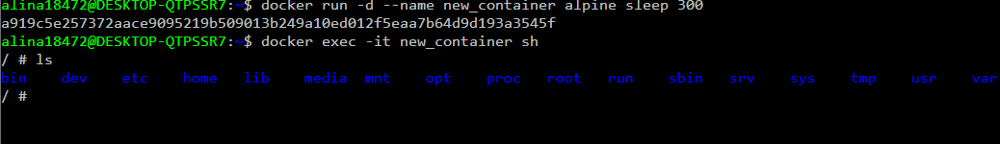 alina18472@DESKTOP-QTPSSR7:~$ docker run -d --name new_container alpine sleep 300
a919c5e257372aace9095219b509013b249a10ed012f5eaa7b64d9d193a3545f
alina18472@DESKTOP-QTPSSR7:~$ docker exec -it new_container sh
/ # ls
bin dev etc home lib media mnt opt proc root run sbin srv sys tmp usr var
/ #